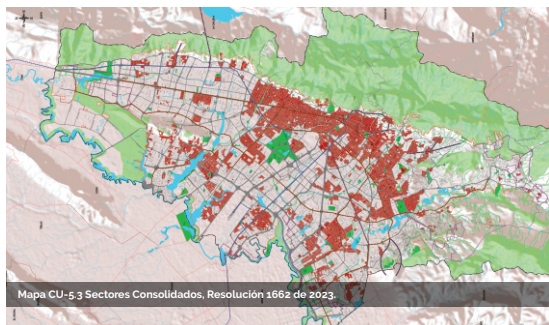 Mapa CU-5.3 Sectores Consolidados, Resolución 1662 de 2023.